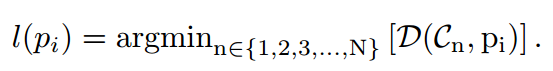 l(p_i) = argmin_{n∈{1,2,3,...,N}} [𝒟(𝒞_n, p_i)] .